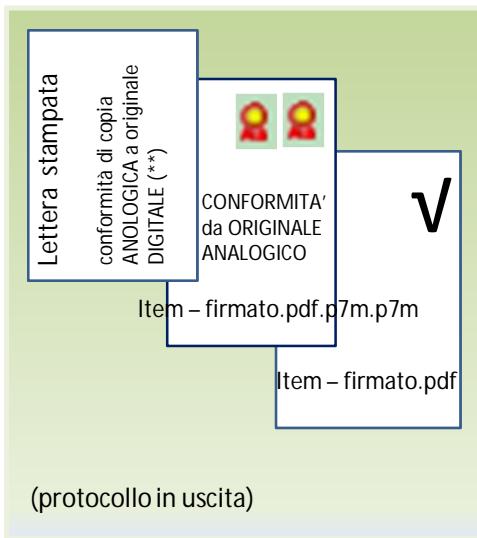 Lettera stampata
conformità di copia
ANOLOGICA a originale
DIGITALE (**)
CONFORMITA'
da ORIGINALE
ANALOGICO
Item – firmato.pdf.p7m.p7m
√
Item – firmato.pdf
(protocollo in uscita)